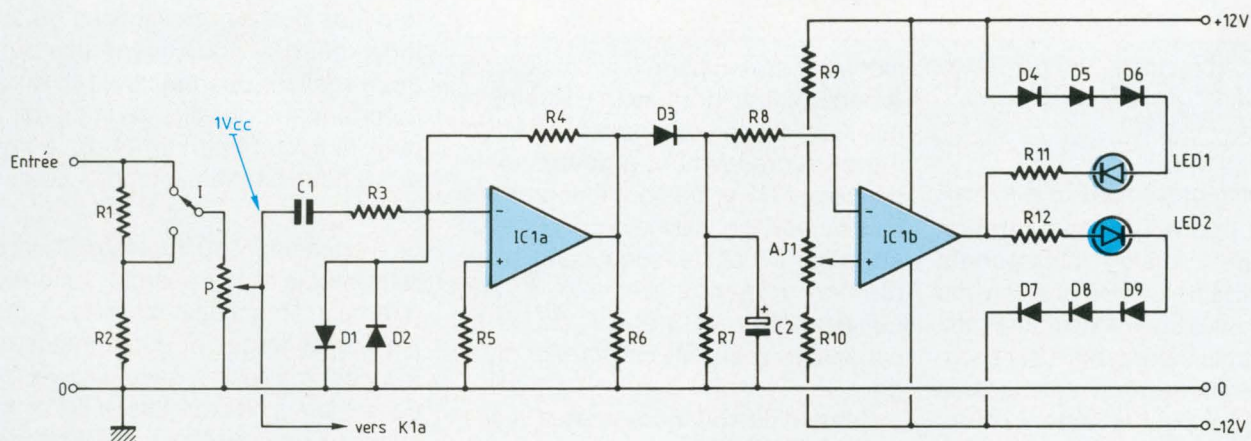 +12V
R9
D4
D5
D6
1Vcc
R4
D3
R8
Entrée
R11
LED1
C1
R3
R1
I
−
IC1a
+
−
IC1b
+
R12
LED2
AJ1
P
D7
D8
D9
R2
D1
D2
R5
R6
R7
+
C2
R10
0
0
vers K1a
-12V